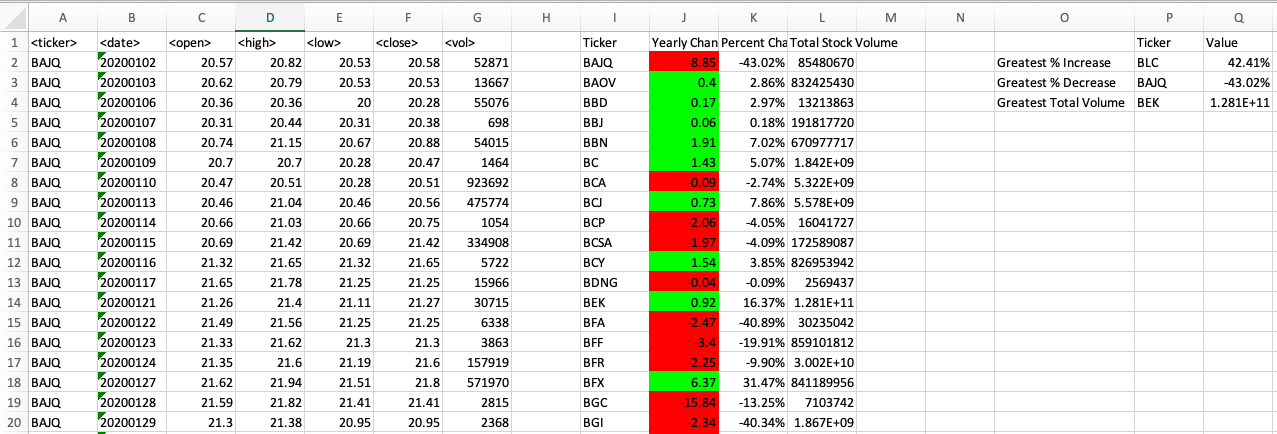 A B C D E F G H I J K L M N O P Q
1 <ticker> <date> <open> <high> <low> <close> <vol> Ticker Yearly Chan Percent Cha Total Stock Volume Ticker Value
2 BAJQ 20200102 20.57 20.82 20.53 20.58 52871 BAJQ -8.85 -43.02% 85480670 Greatest % Increase BLC 42.41%
3 BAJQ 20200103 20.62 20.79 20.53 20.53 13667 BAOV 0.4 2.86% 832425430 Greatest % Decrease BAJQ -43.02%
4 BAJQ 20200106 20.36 20.36 20 20.28 55076 BBD 0.17 2.97% 13213863 Greatest Total Volume BEK 1.281E+11
5 BAJQ 20200107 20.31 20.44 20.31 20.38 698 BBJ 0.06 0.18% 191817720
6 BAJQ 20200108 20.74 21.15 20.67 20.88 54015 BBN 1.91 7.02% 670977717
7 BAJQ 20200109 20.7 20.7 20.28 20.47 1464 BC 1.43 5.07% 1.842E+09
8 BAJQ 20200110 20.47 20.51 20.28 20.51 923692 BCA -0.09 -2.74% 5.322E+09
9 BAJQ 20200113 20.46 21.04 20.46 20.56 475774 BCJ 0.73 7.86% 5.578E+09
10 BAJQ 20200114 20.66 21.03 20.66 20.75 1054 BCP -2.06 -4.05% 16041727
11 BAJQ 20200115 20.69 21.42 20.69 21.42 334908 BCSA -1.97 -4.09% 172589087
12 BAJQ 20200116 21.32 21.65 21.32 21.65 5722 BCY 1.54 3.85% 826953942
13 BAJQ 20200117 21.65 21.78 21.25 21.25 15966 BDNG -0.04 -0.09% 2569437
14 BAJQ 20200121 21.26 21.4 21.11 21.27 30715 BEK 0.92 16.37% 1.281E+11
15 BAJQ 20200122 21.49 21.56 21.25 21.25 6338 BFA -2.47 -40.89% 30235042
16 BAJQ 20200123 21.33 21.62 21.3 21.3 3863 BFF -3.4 -19.91% 859101812
17 BAJQ 20200124 21.35 21.6 21.19 21.6 157919 BFR -2.25 -9.90% 3.002E+10
18 BAJQ 20200127 21.62 21.94 21.51 21.8 571970 BFX 6.37 31.47% 841189956
19 BAJQ 20200128 21.59 21.82 21.41 21.41 2815 BGC -15.84 -13.25% 7103742
20 BAJQ 20200129 21.3 21.38 20.95 20.95 2368 BGI -2.34 -40.34% 1.867E+09